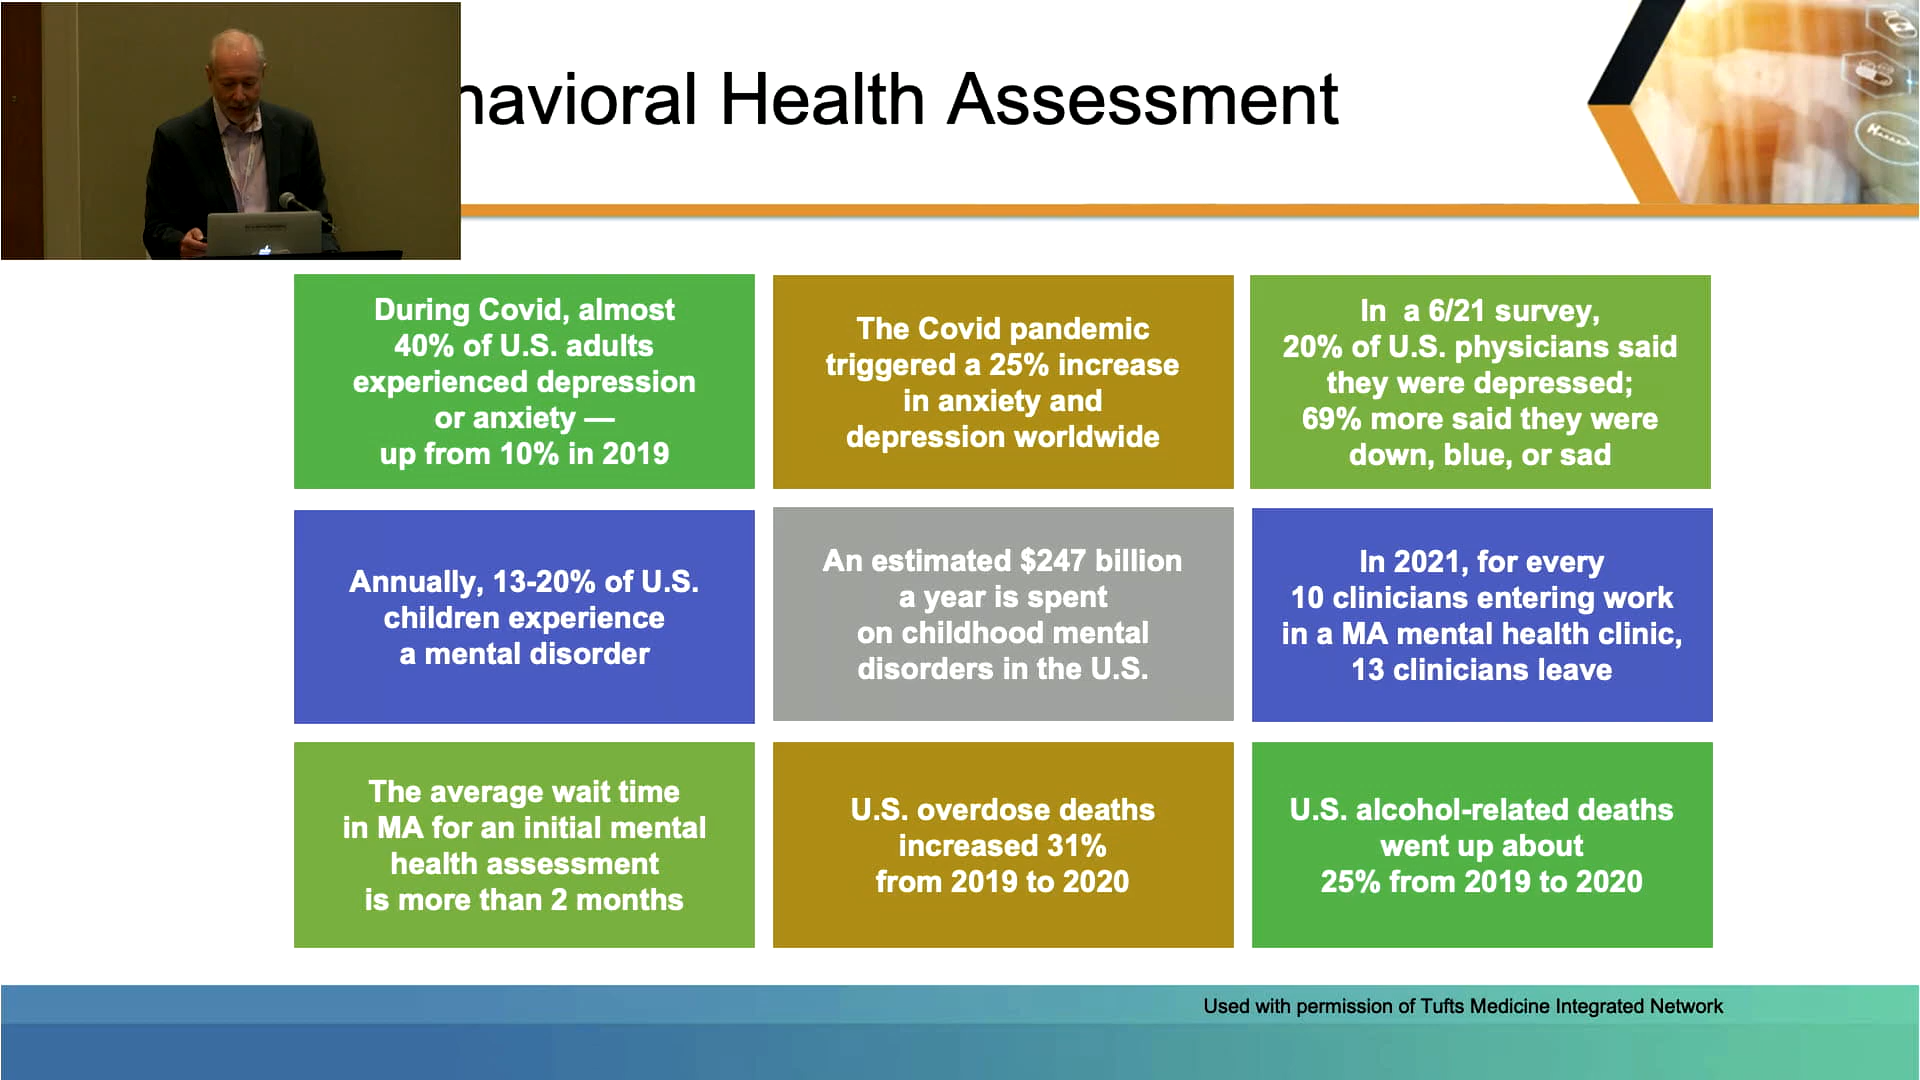 havioral Health Assessment
During Covid, almost
40% of U.S. adults
experienced depression
or anxiety —
up from 10% in 2019
The Covid pandemic
triggered a 25% increase
in anxiety and
depression worldwide
In a 6/21 survey,
20% of U.S. physicians said
they were depressed;
69% more said they were
down, blue, or sad
Annually, 13-20% of U.S.
children experience
a mental disorder
An estimated $247 billion
a year is spent
on childhood mental
disorders in the U.S.
In 2021, for every
10 clinicians entering work
in a MA mental health clinic,
13 clinicians leave
The average wait time
in MA for an initial mental
health assessment
is more than 2 months
U.S. overdose deaths
increased 31%
from 2019 to 2020
U.S. alcohol-related deaths
went up about
25% from 2019 to 2020
Used with permission of Tufts Medicine Integrated Network